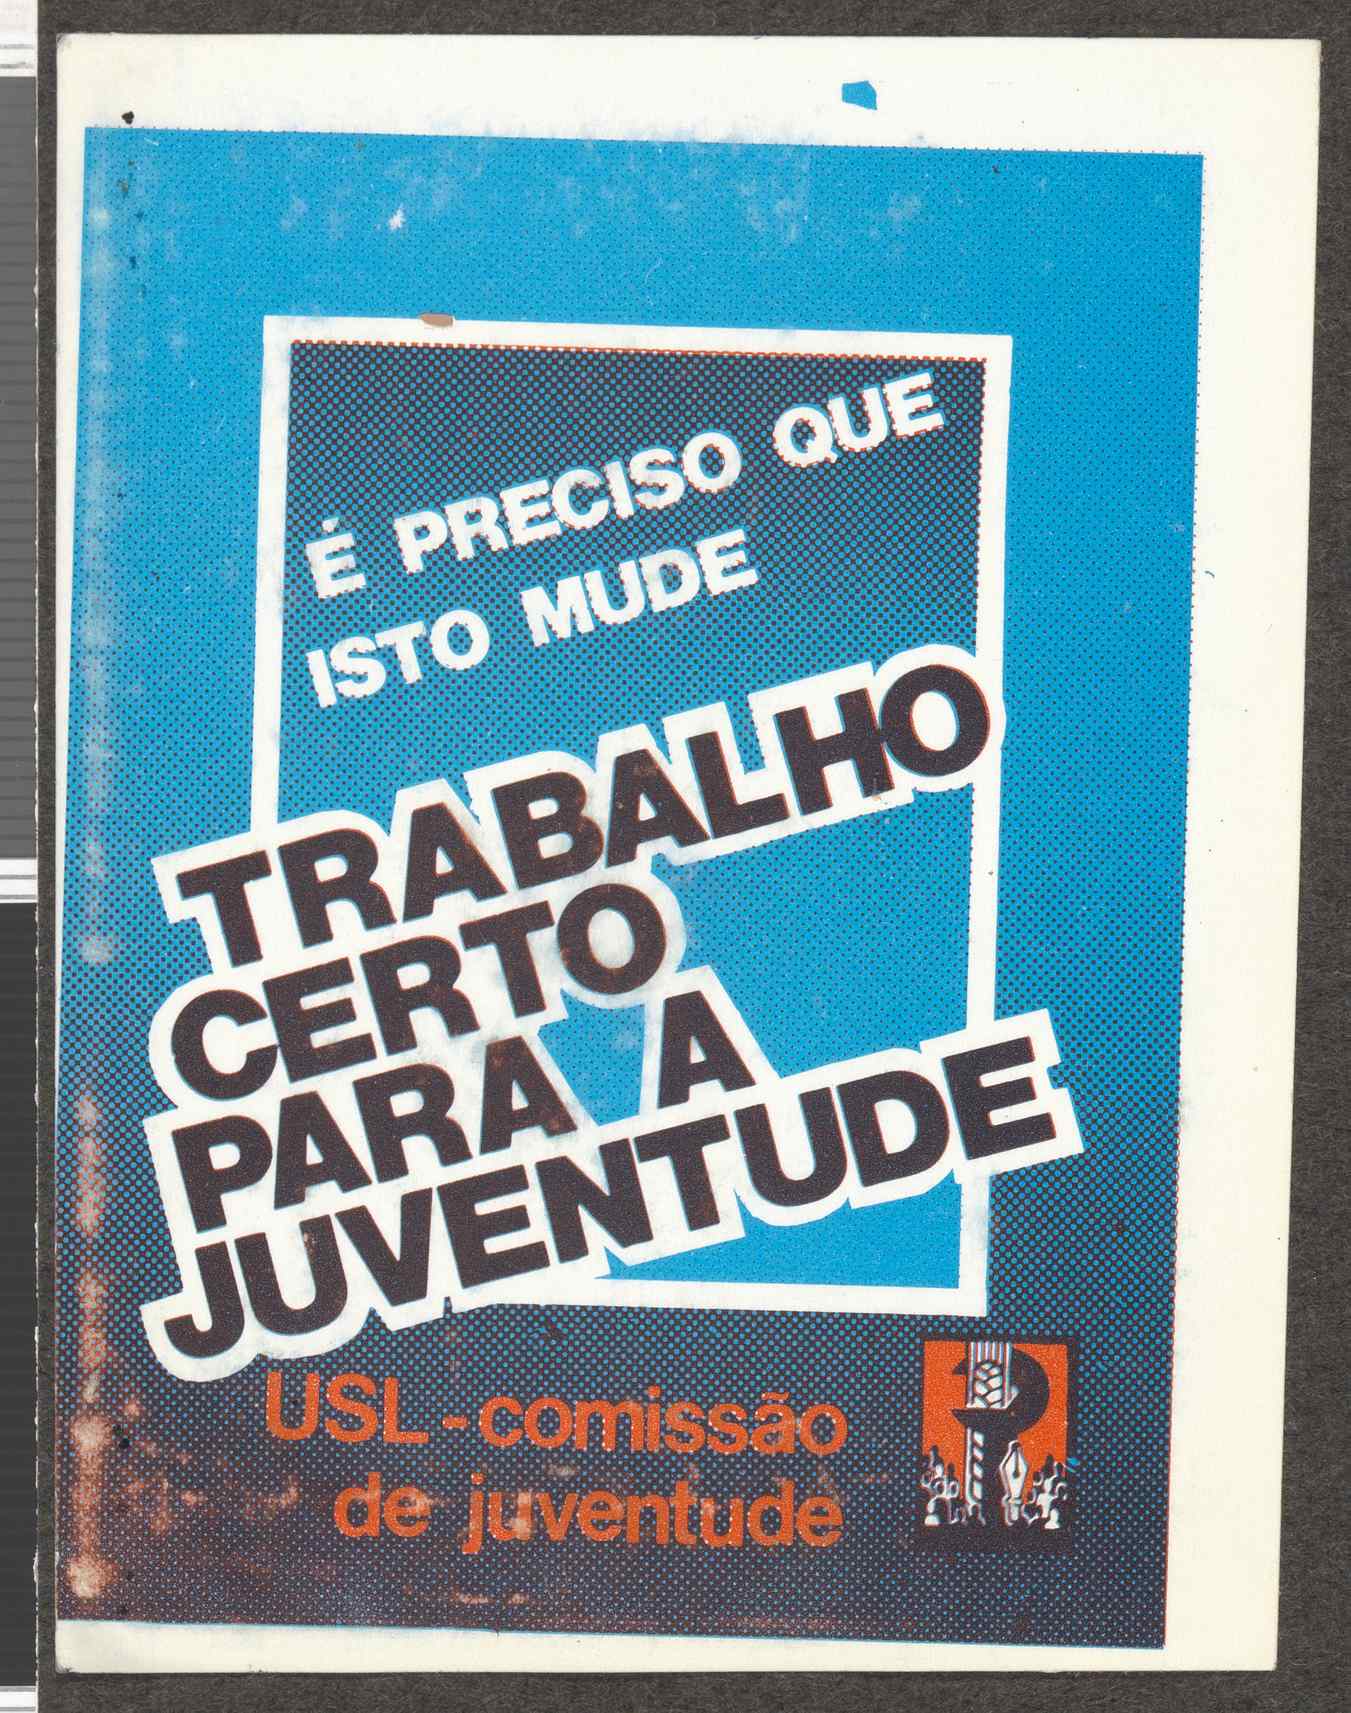 É PRECISO QUE
ISTO MUDE
TRABALHO
CERTO
PARA A
JUVENTUDE
USL - comissão
de juventude